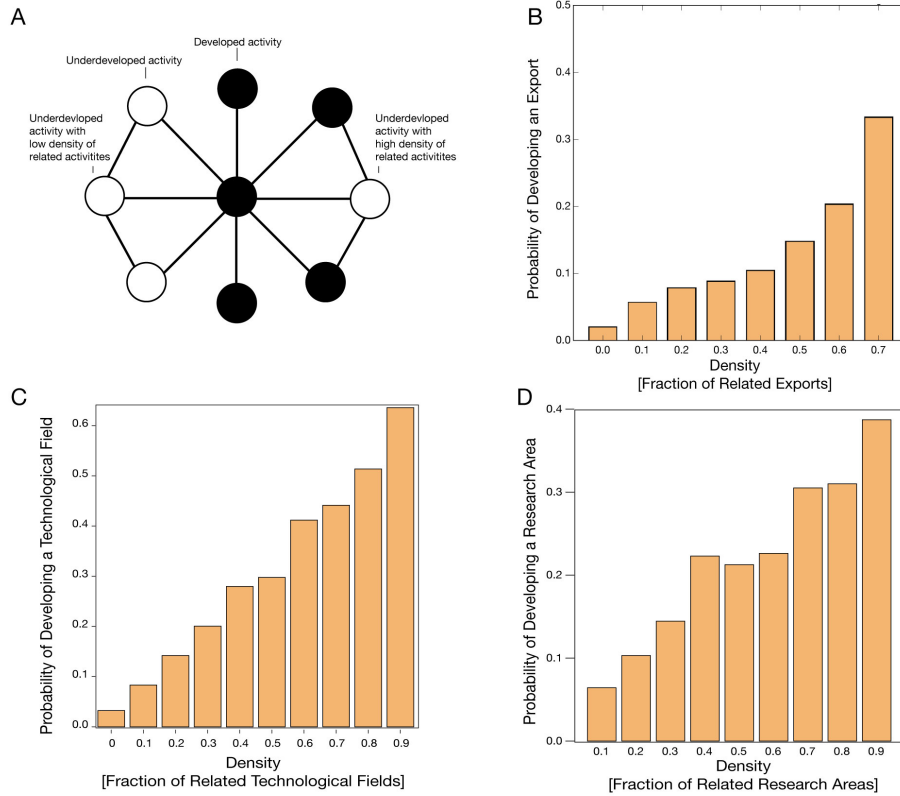 A
Developed activity
Underdeveloped activity
Underdevloped
activity with
low density of
related activitites
Underdeveloped
activity with
high density of
related activitites
B
Probability of Developing an Export
0.5
0.4
0.3
0.2
0.1
0.0
0.0 0.1 0.2 0.3 0.4 0.5 0.6 0.7
Density
[Fraction of Related Exports]
C
Probability of Developing a Technological Field
0.6
0.5
0.4
0.3
0.2
0.1
0.0
0 0.1 0.2 0.3 0.4 0.5 0.6 0.7 0.8 0.9
Density
[Fraction of Related Technological Fields]
D
Probability of Developing a Research Area
0.4
0.3
0.2
0.1
0.0
0.1 0.2 0.3 0.4 0.5 0.6 0.7 0.8 0.9
Density
[Fraction of Related Research Areas]